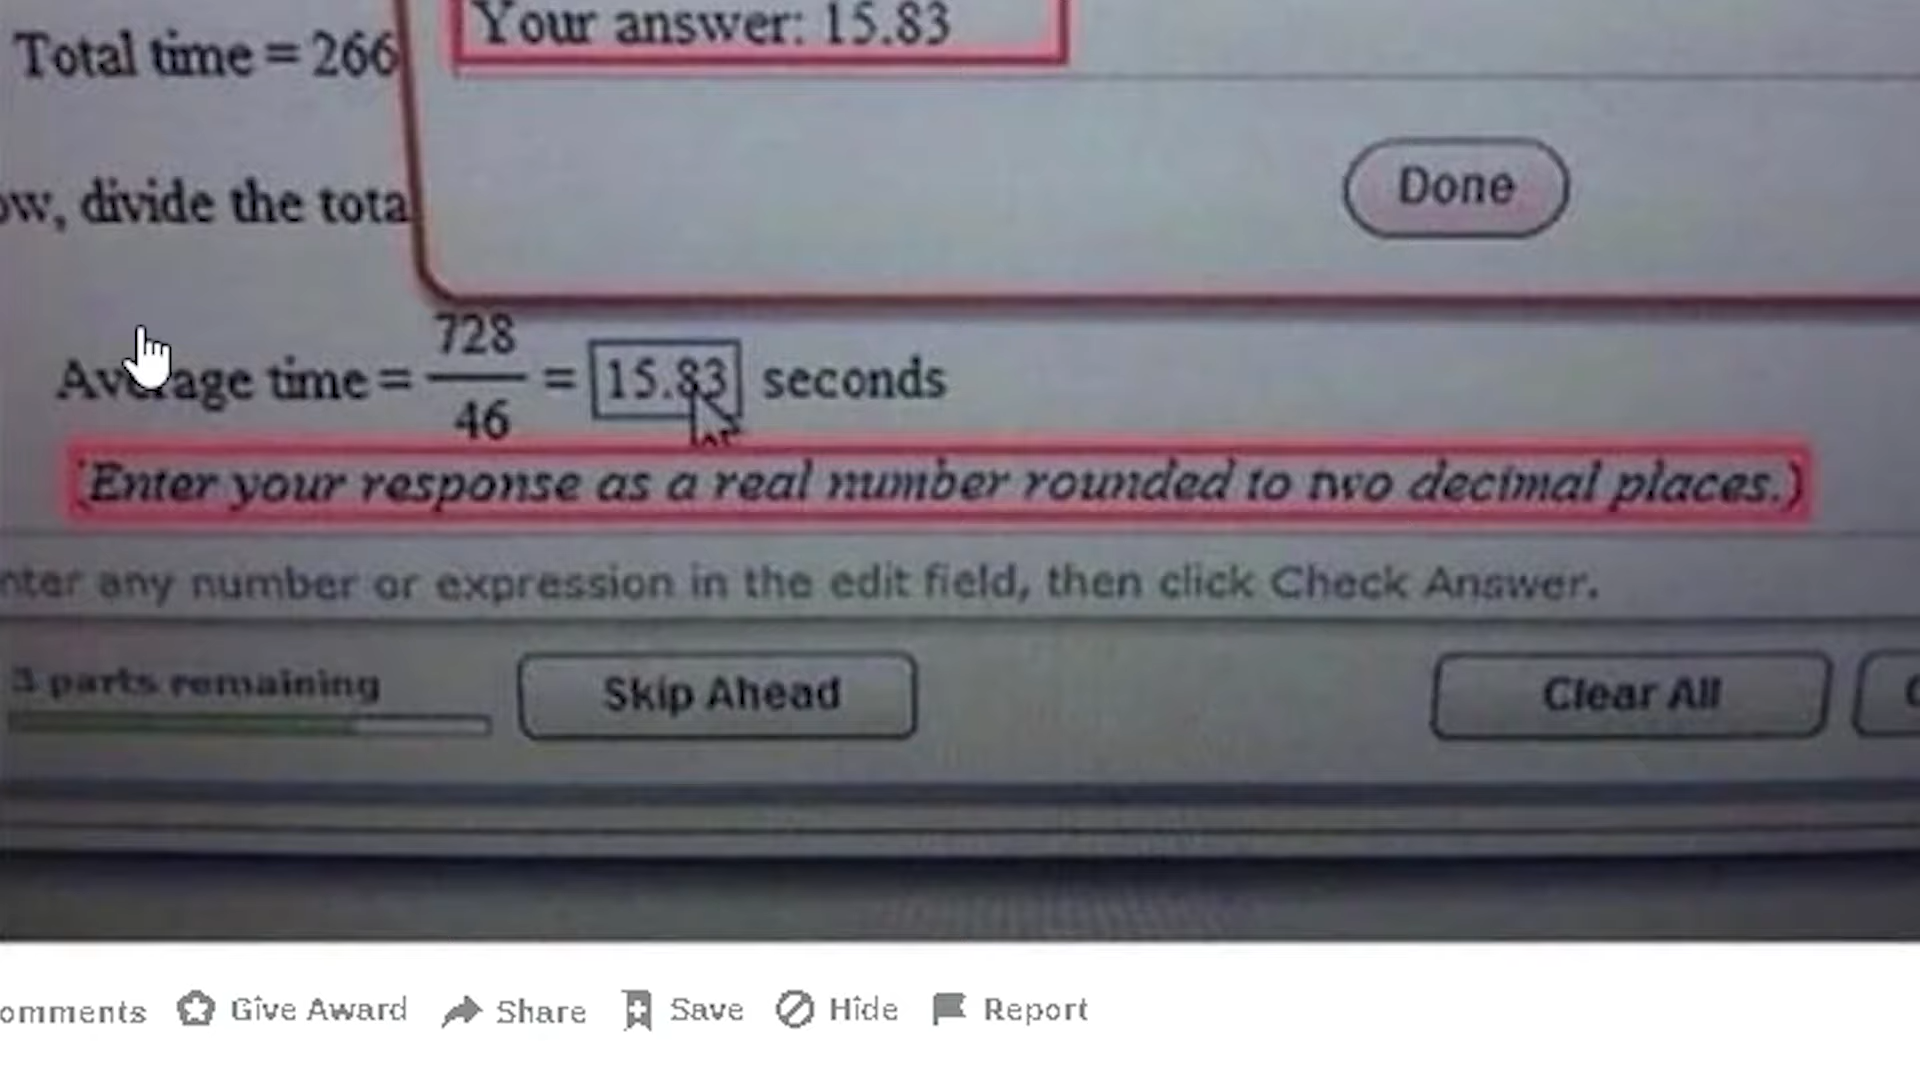 Your answer: 15.83
Total time = 266
ow, divide the tota
Done
Average time = 728 / 46 = 15.83 seconds
(Enter your response as a real number rounded to two decimal places.)
nter any number or expression in the edit field, then click Check Answer.
3 parts remaining
Skip Ahead
Clear All
omments Give Award Share Save Hide Report